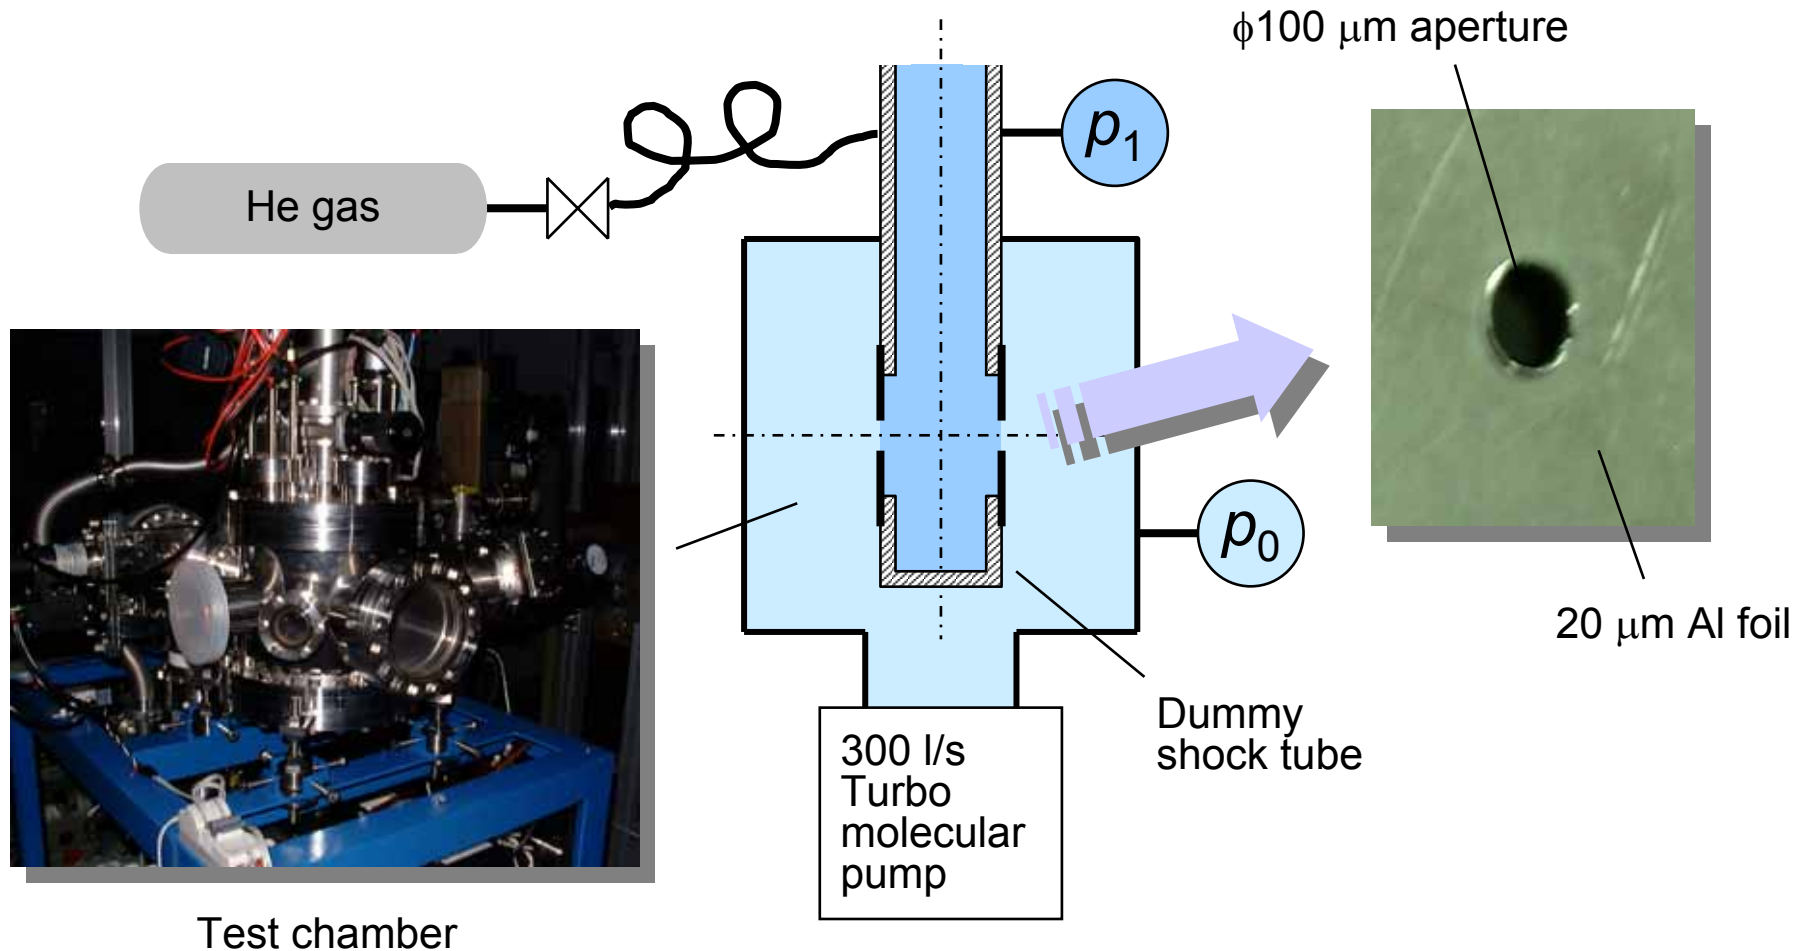 ϕ100 μm aperture
p1
He gas
p0
20 μm Al foil
Dummy
shock tube
300 l/s
Turbo
molecular
pump
Test chamber